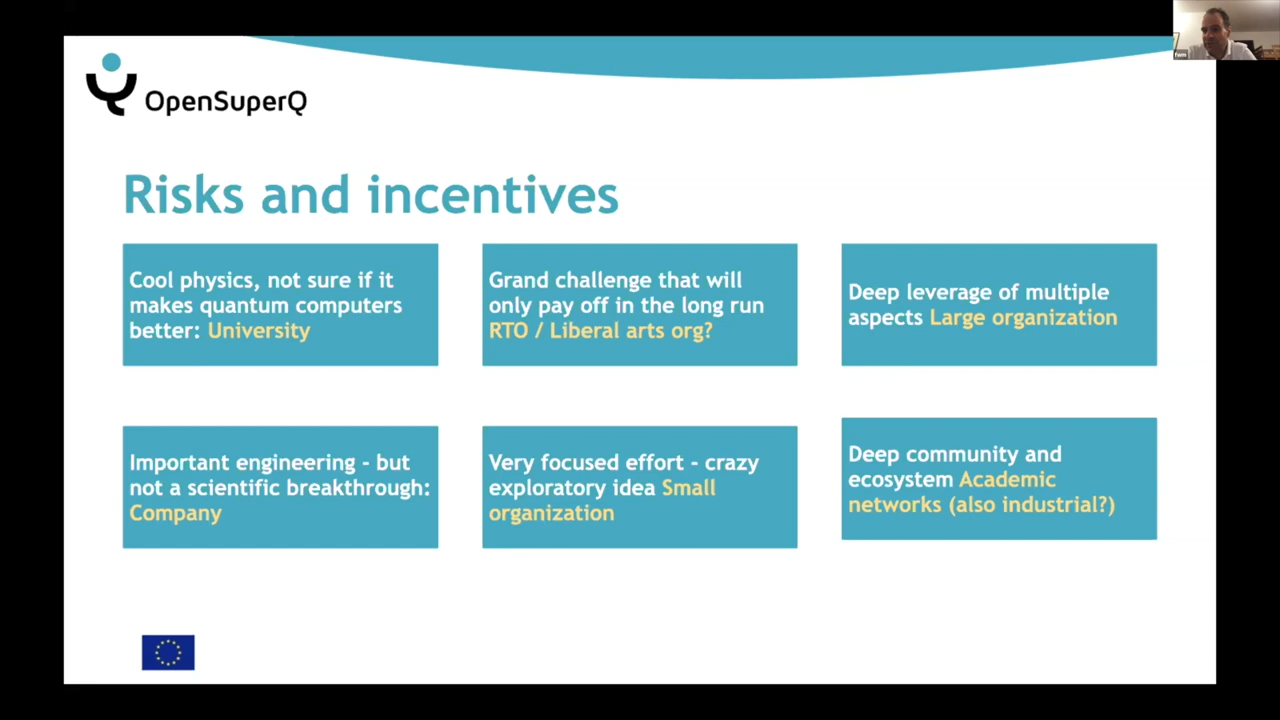 OpenSuperQ
Risks and incentives
Cool physics, not sure if it
makes quantum computers
better: University
Grand challenge that will
only pay off in the long run
RTO / Liberal arts org?
Deep leverage of multiple
aspects Large organization
Important engineering - but
not a scientific breakthrough:
Company
Very focused effort - crazy
exploratory idea Small
organization
Deep community and
ecosystem Academic
networks (also industrial?)